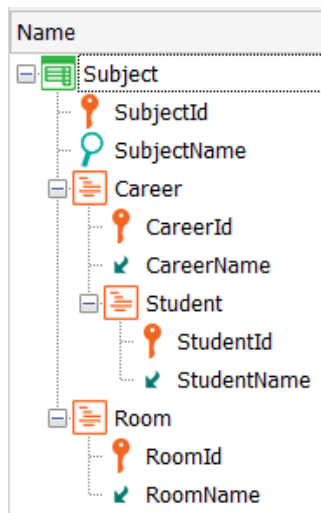 Name
Subject
SubjectId
SubjectName
Career
CareerId
CareerName
Student
StudentId
StudentName
Room
RoomId
RoomName